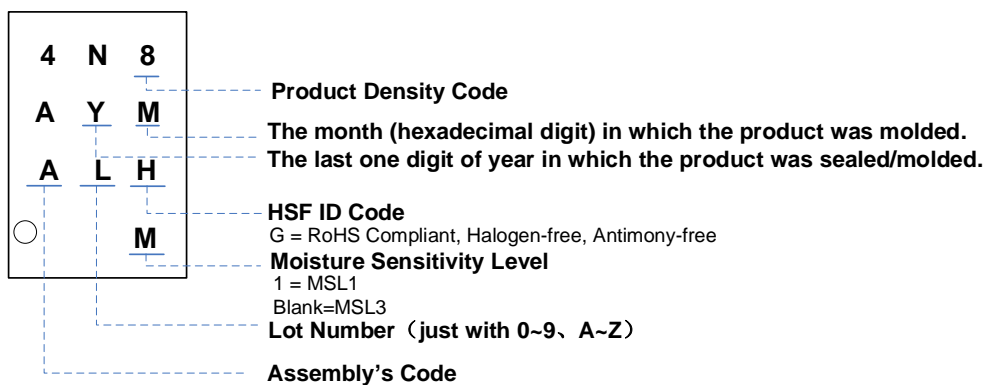 4 N 8
Product Density Code
A Y M
The month (hexadecimal digit) in which the product was molded.
The last one digit of year in which the product was sealed/molded.
A L H
HSF ID Code
G = RoHS Compliant, Halogen-free, Antimony-free
M
Moisture Sensitivity Level
1 = MSL1
Blank=MSL3
Lot Number（just with 0~9、A~Z）
Assembly's Code